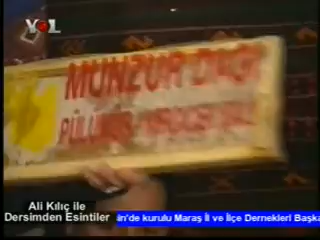 YOL
MUNZUR DAĞI
PÜLÜMÜR
Ali Kılıç ile
Dersimden Esintiler
in'de kurulu Maraş İl ve İlçe Dernekleri Başka